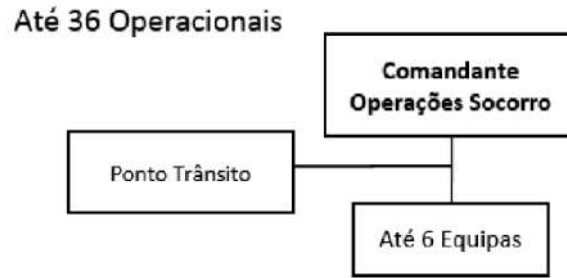 Até 36 Operacionais
Comandante
Operações Socorro
Ponto Trânsito
Até 6 Equipas